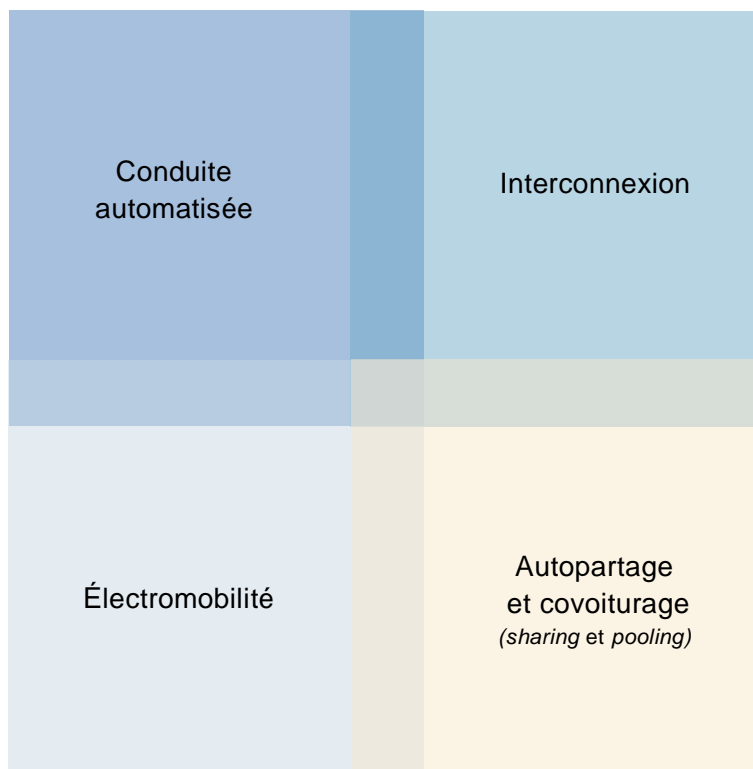 Conduite
automatisée
Interconnexion
Électromobilité
Autopartage
et covoiturage
(sharing et pooling)